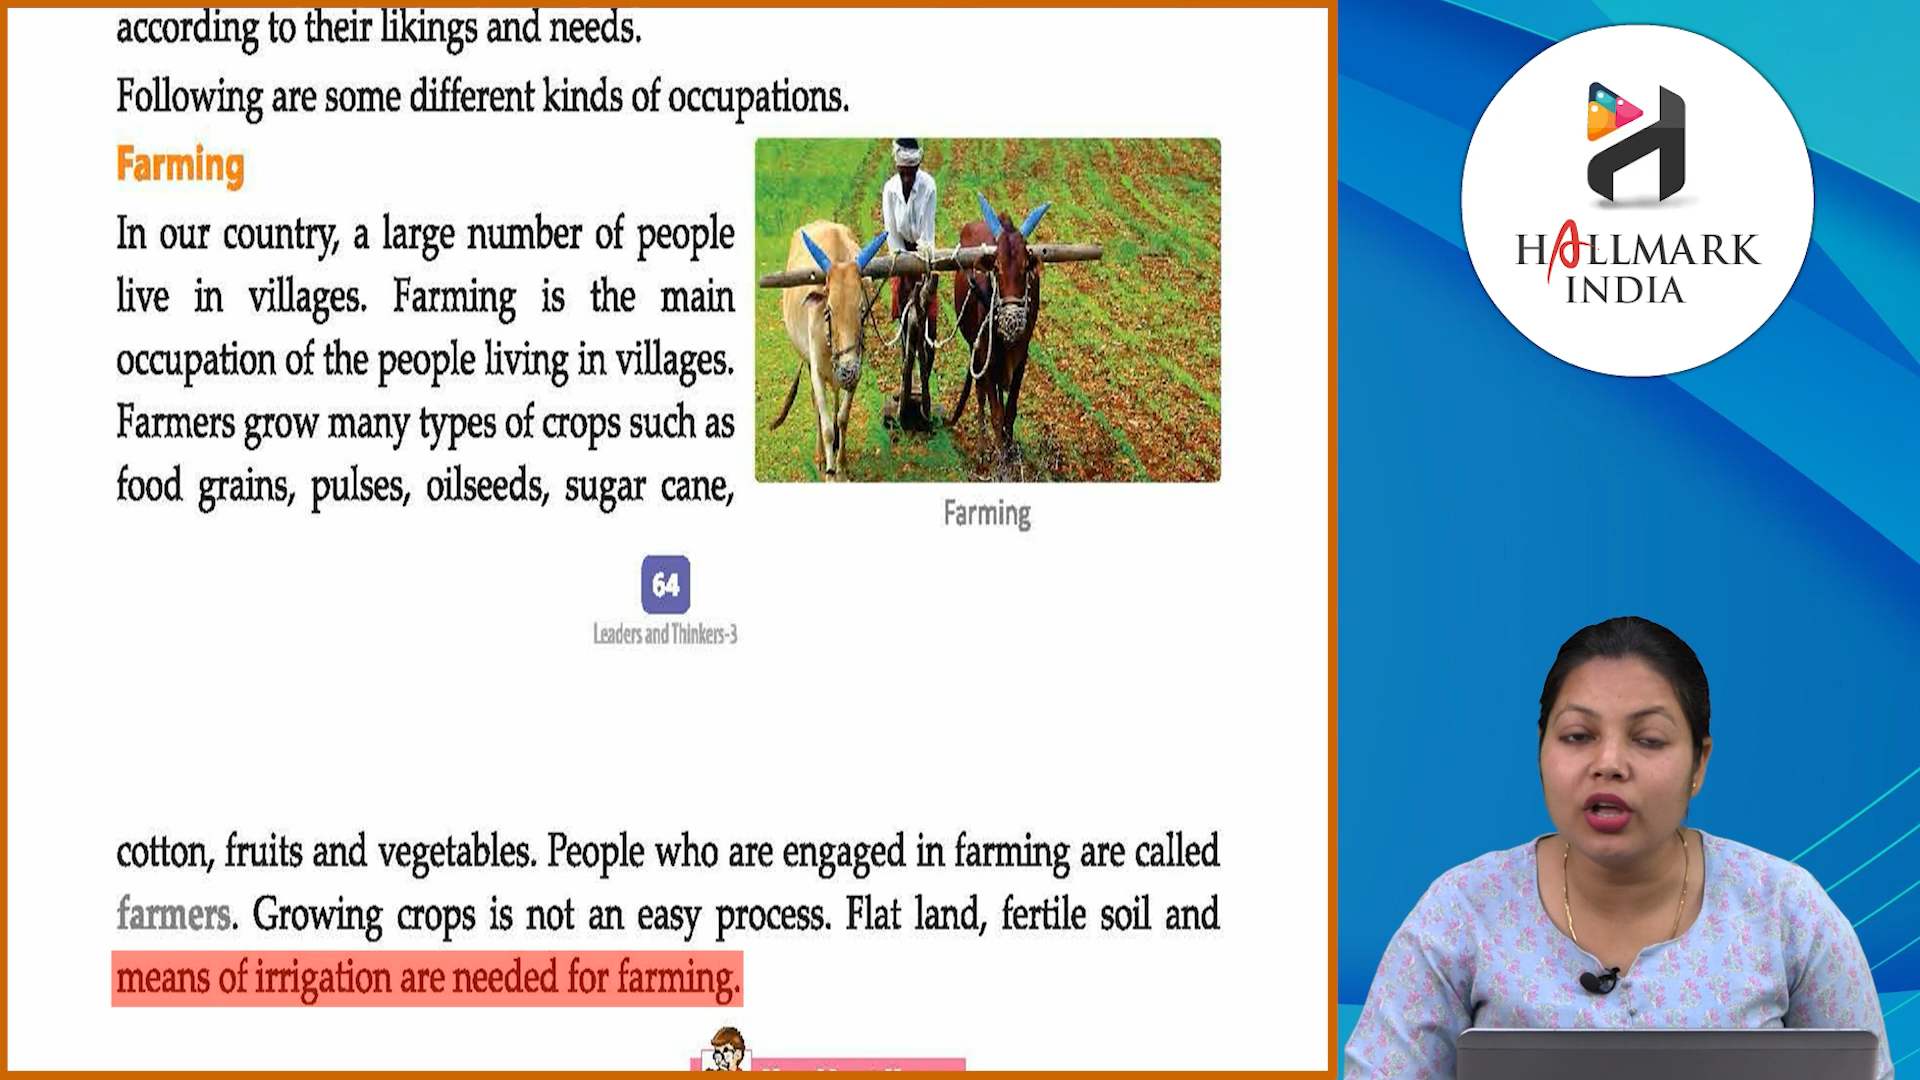 according to their likings and needs.
Following are some different kinds of occupations.
Farming
In our country, a large number of people
live in villages. Farming is the main
occupation of the people living in villages.
Farmers grow many types of crops such as
food grains, pulses, oilseeds, sugar cane,
Farming
64
Leaders and Thinkers-3
cotton, fruits and vegetables. People who are engaged in farming are called
farmers. Growing crops is not an easy process. Flat land, fertile soil and
means of irrigation are needed for farming.
HALLMARK
INDIA